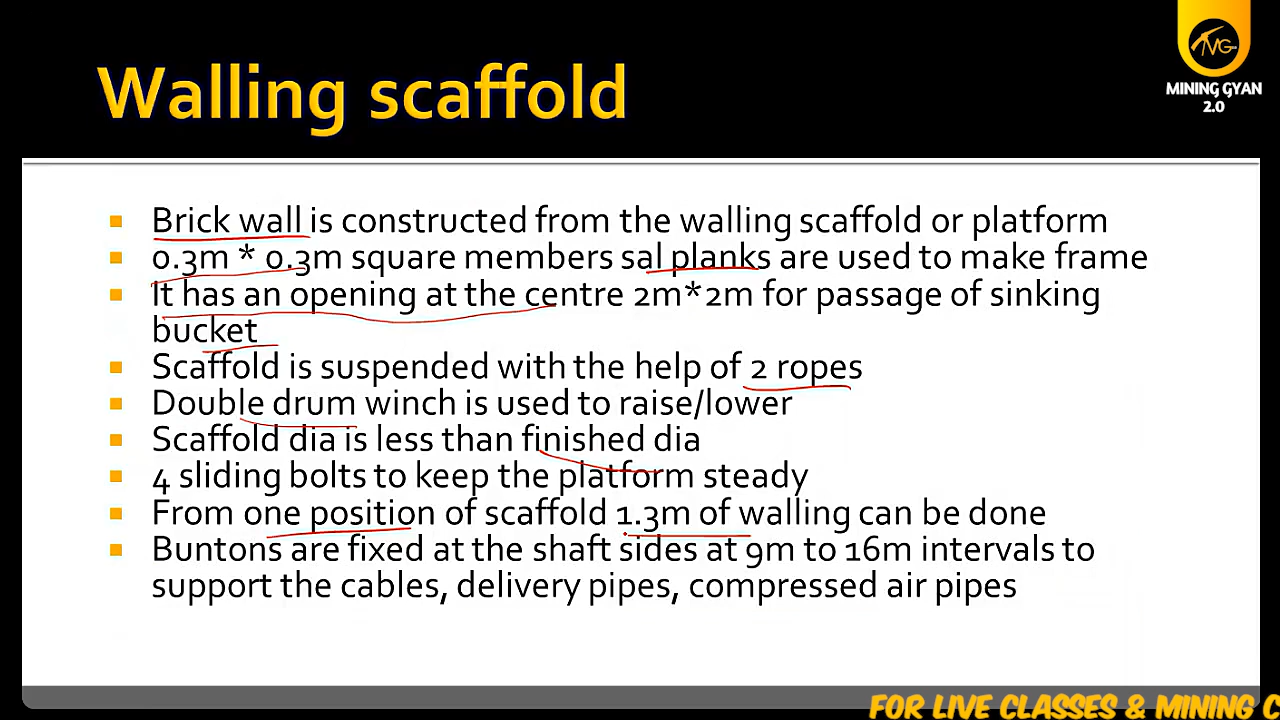 Walling scaffold
MINING GYAN
2.0
Brick wall is constructed from the walling scaffold or platform
0.3m * 0.3m square members sal planks are used to make frame
It has an opening at the centre 2m*2m for passage of sinking
bucket
Scaffold is suspended with the help of 2 ropes
Double drum winch is used to raise/lower
Scaffold dia is less than finished dia
4 sliding bolts to keep the platform steady
From one position of scaffold 1.3m of walling can be done
Buntons are fixed at the shaft sides at 9m to 16m intervals to
support the cables, delivery pipes, compressed air pipes
FOR LIVE CLASSES & MINING